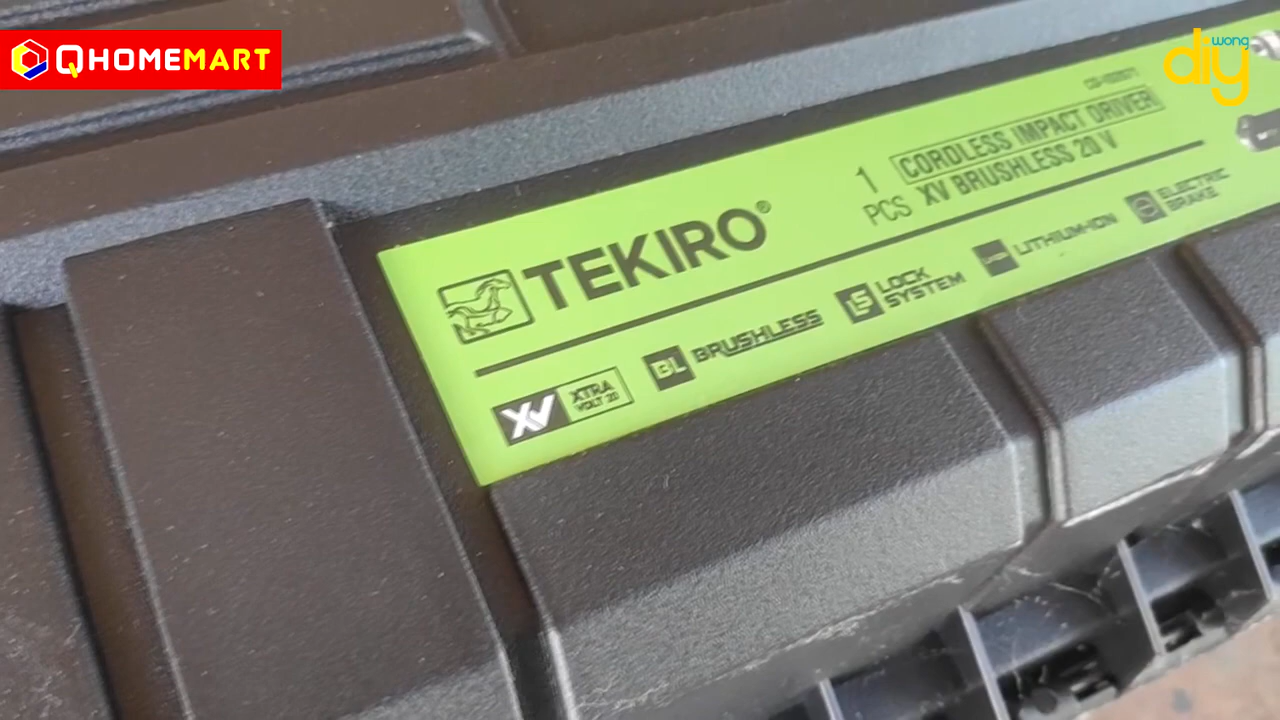 QHOMEMART
diy wong
TEKIRO®
1 PCS
CORDLESS IMPACT DRIVER
XV BRUSHLESS 20 V
XV XTRA VOLT 20
BL BRUSHLESS
LS LOCK SYSTEM
LITHIUM-ION
ELECTRIC BRAKE